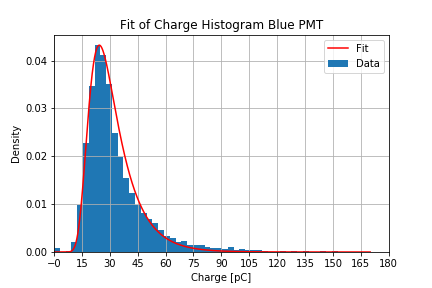 Fit of Charge Histogram Blue PMT
Fit
Data
Density
0.04
0.03
0.02
0.01
0.00
−0 15 30 45 60 75 90 105 120 135 150 165 180
Charge [pC]